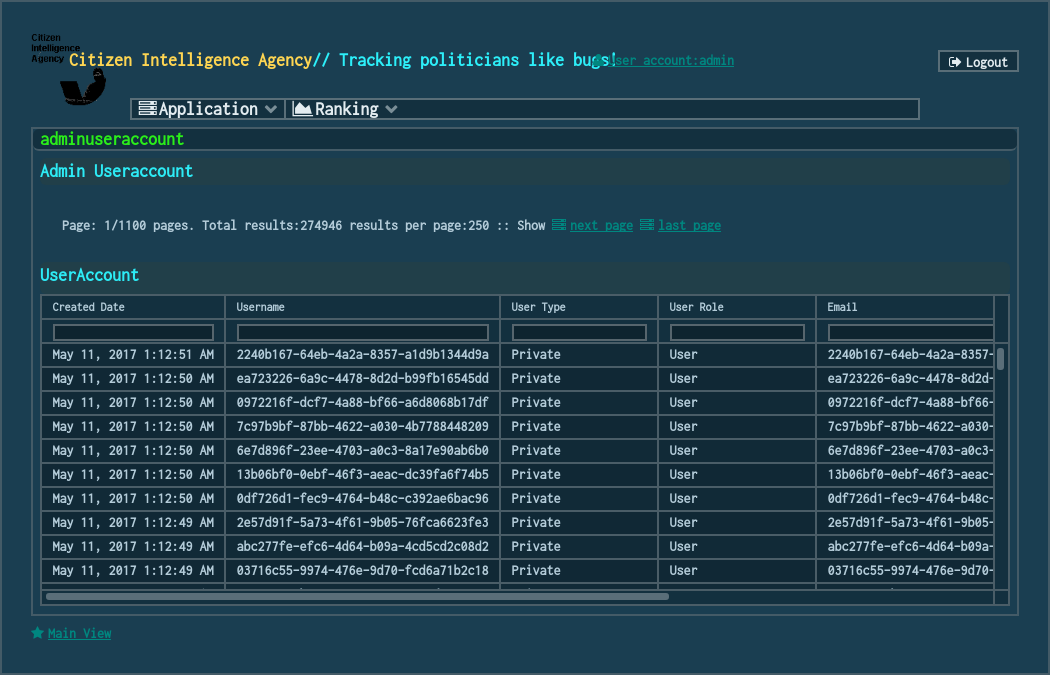 Citizen
Intelligence
Agency
Citizen Intelligence Agency// Tracking politicians like bugs!
User account:admin
Logout
Application
Ranking
adminuseraccount
Admin Useraccount
Page: 1/1100 pages. Total results:274946 results per page:250 :: Show next page last page
UserAccount
Created Date Username User Type User Role Email
May 11, 2017 1:12:51 AM 2240b167-64eb-4a2a-8357-a1d9b1344d9a Private User 2240b167-64eb-4a2a-8357-
May 11, 2017 1:12:50 AM ea723226-6a9c-4478-8d2d-b99fb16545dd Private User ea723226-6a9c-4478-8d2d-
May 11, 2017 1:12:50 AM 0972216f-dcf7-4a88-bf66-a6d8068b17df Private User 0972216f-dcf7-4a88-bf66-
May 11, 2017 1:12:50 AM 7c97b9bf-87bb-4622-a030-4b7788448209 Private User 7c97b9bf-87bb-4622-a030-
May 11, 2017 1:12:50 AM 6e7d896f-23ee-4703-a0c3-8a17e90ab6b0 Private User 6e7d896f-23ee-4703-a0c3-
May 11, 2017 1:12:50 AM 13b06bf0-0ebf-46f3-aeac-dc39fa6f74b5 Private User 13b06bf0-0ebf-46f3-aeac-
May 11, 2017 1:12:50 AM 0df726d1-fec9-4764-b48c-c392ae6bac96 Private User 0df726d1-fec9-4764-b48c-
May 11, 2017 1:12:49 AM 2e57d91f-5a73-4f61-9b05-76fca6623fe3 Private User 2e57d91f-5a73-4f61-9b05-
May 11, 2017 1:12:49 AM abc277fe-efc6-4d64-b09a-4cd5cd2c08d2 Private User abc277fe-efc6-4d64-b09a-
May 11, 2017 1:12:49 AM 03716c55-9974-476e-9d70-fcd6a71b2c18 Private User 03716c55-9974-476e-9d70-
Main View